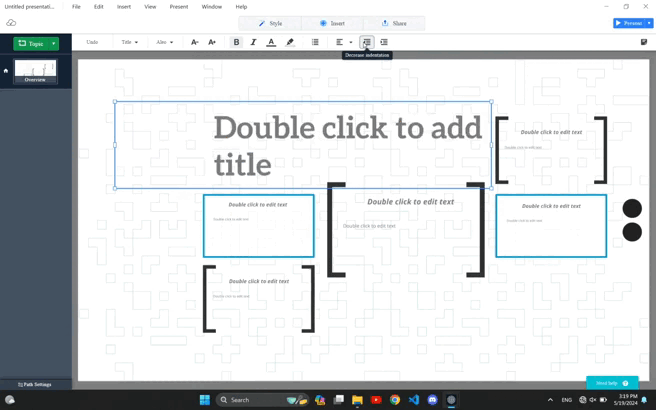 Untitled presentati...
File
Edit
Insert
View
Present
Window
Help
Style
Insert
Share
Present
Topic
Undo
Title
Alex
A-
A+
B
I
A
Decrease indentation
Overview
Double click to add
title
Double click to edit text
Double click to edit text
Double click to edit text
Double click to edit text
Double click to edit text
Double click to edit text
Double click to edit text
Double click to edit text
Double click to edit text
Double click to edit text
Path Settings
Need help
Search
ENG
3:19 PM
5/19/2024